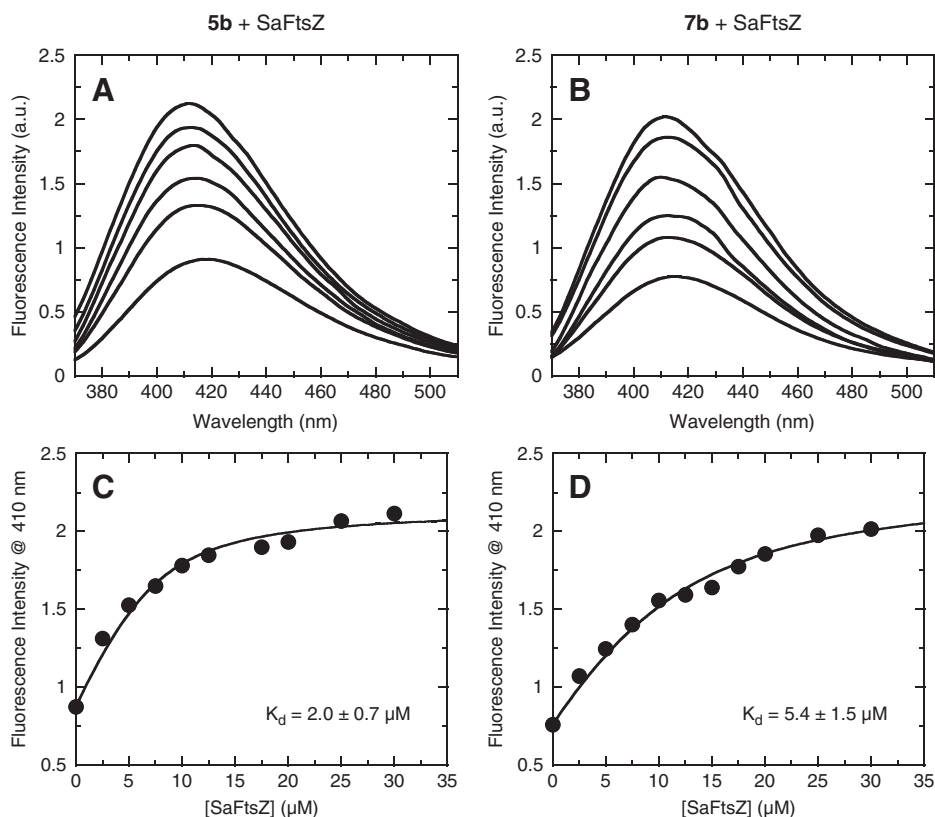 5b + SaFtsZ
7b + SaFtsZ
A
2.5
2
1.5
1
0.5
0
Fluorescence Intensity (a.u.)
380 400 420 440 460 480 500
Wavelength (nm)
B
2.5
2
1.5
1
0.5
0
Fluorescence Intensity (a.u.)
380 400 420 440 460 480 500
Wavelength (nm)
C
2.5
2
1.5
1
0.5
Fluorescence Intensity @ 410 nm
Kd = 2.0 ± 0.7 µM
0 5 10 15 20 25 30 35
[SaFtsZ] (µM)
D
2.5
2
1.5
1
0.5
Fluorescence Intensity @ 410 nm
Kd = 5.4 ± 1.5 µM
0 5 10 15 20 25 30 35
[SaFtsZ] (µM)